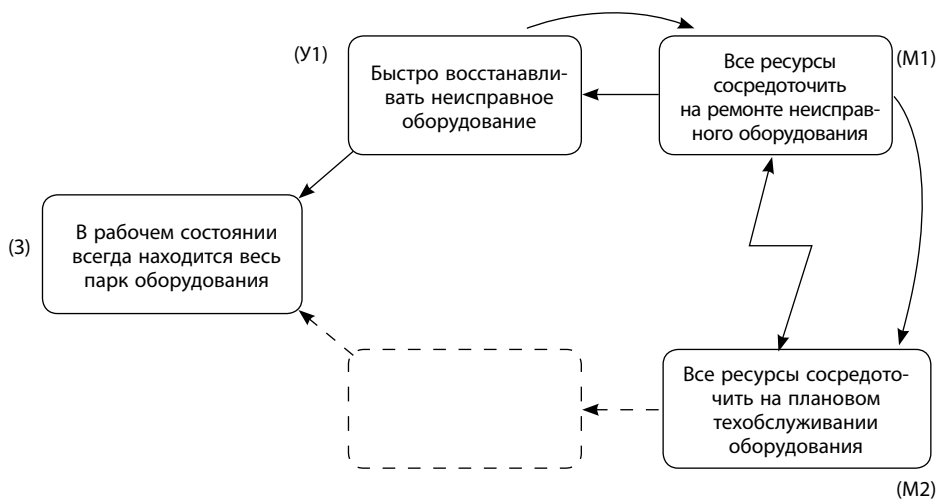 (У1)
Быстро восстанавли-
вать неисправное
оборудование
Все ресурсы
сосредоточить
на ремонте неисправ-
ного оборудования
(М1)
(З)
В рабочем состоянии
всегда находится весь
парк оборудования
Все ресурсы сосредото-
чить на плановом
техобслуживании
оборудования
(М2)